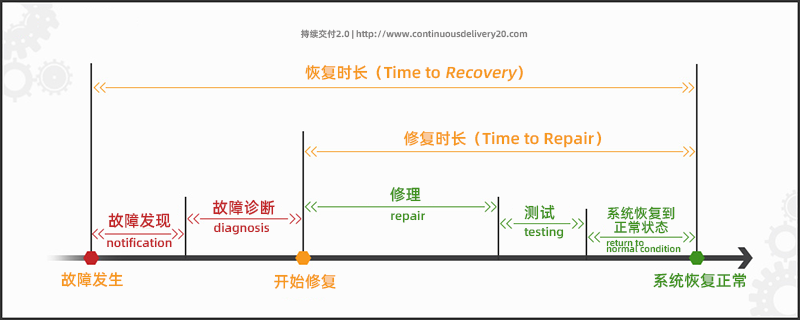 持续交付2.0 | http://www.continuousdelivery20.com
恢复时长（Time to Recovery）
修复时长（Time to Repair）
故障发现
notification
故障诊断
diagnosis
修理
repair
测试
testing
系统恢复到
正常状态
return to
normal condition
故障发生
开始修复
系统恢复正常